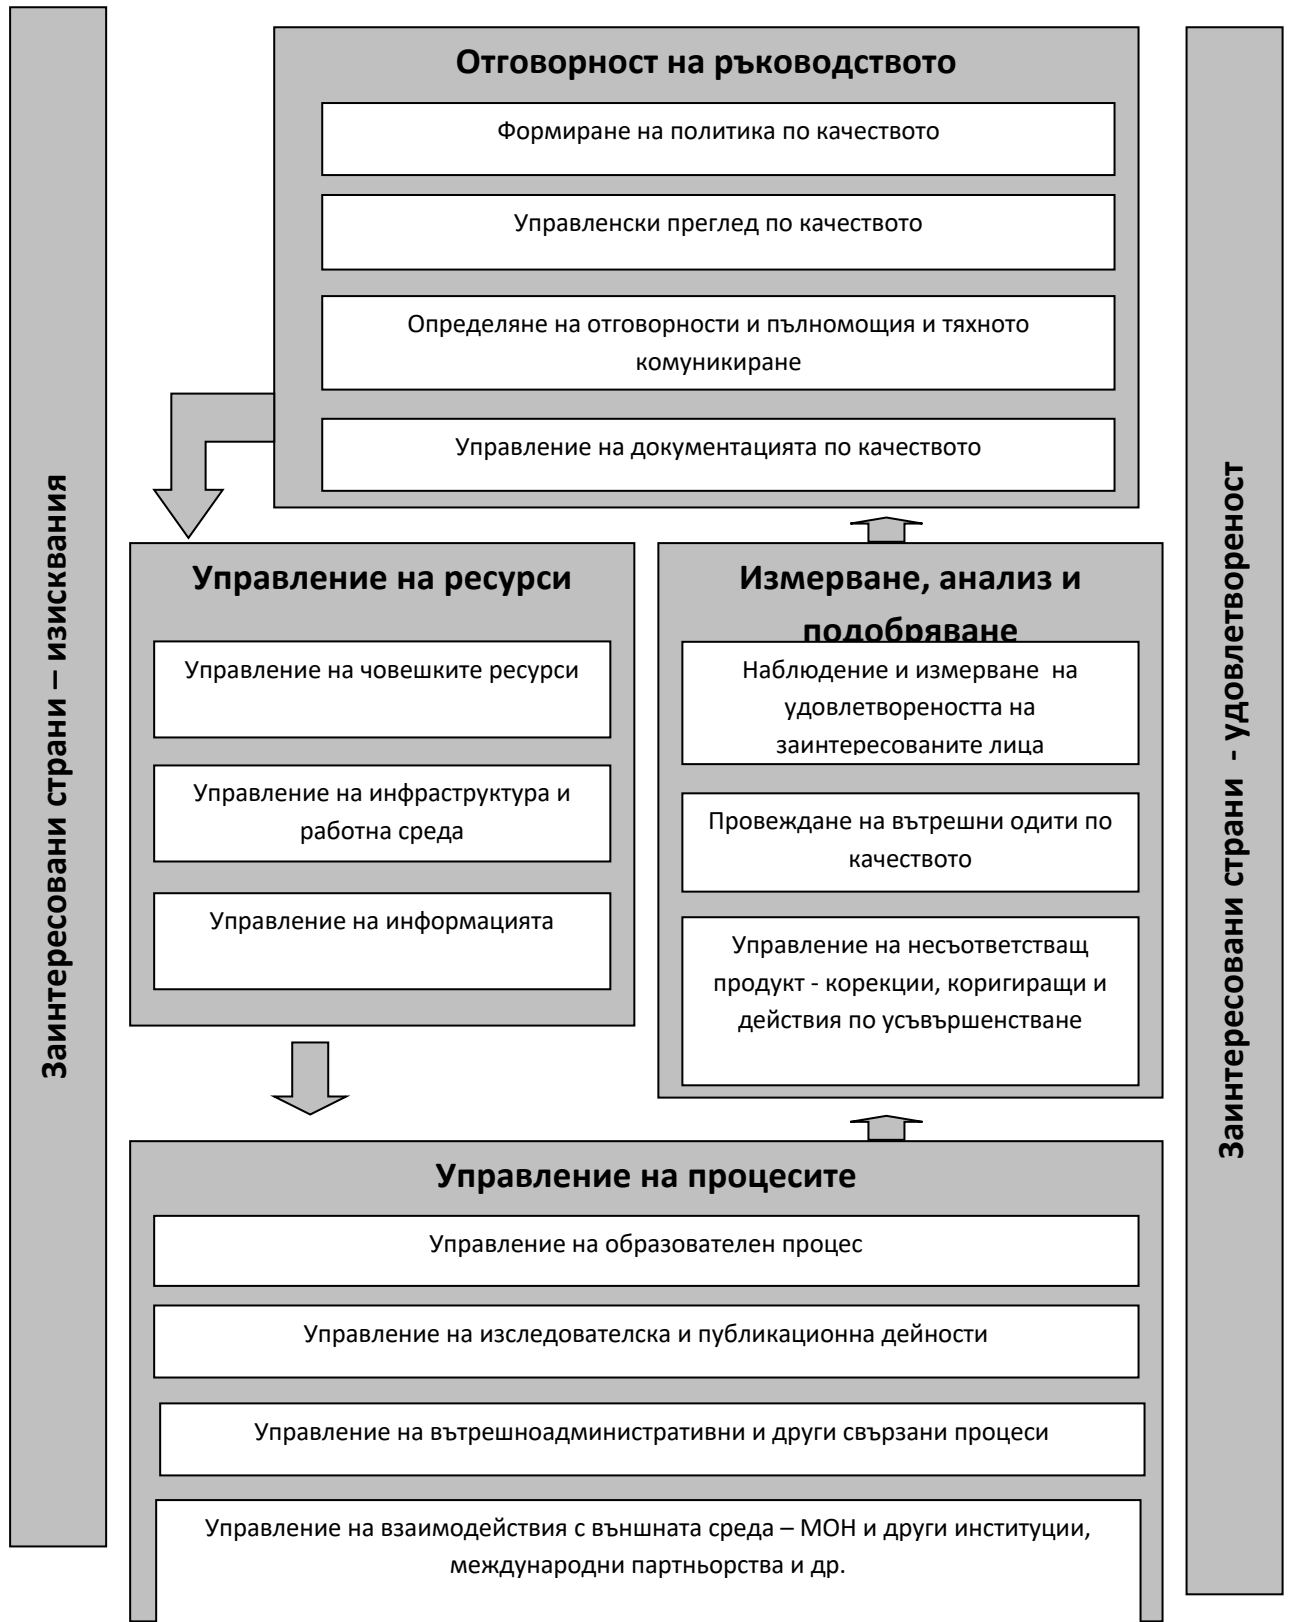 Отговорност на ръководството
Формиране на политика по качеството
Управленски преглед по качеството
Определяне на отговорности и пълномощия и тяхното
комуникиране
Управление на документацията по качеството
Заинтересовани страни – изисквания
Управление на ресурси
Управление на човешките ресурси
Управление на инфраструктура и
работна среда
Управление на информацията
Измерване, анализ и
подобряване
Наблюдение и измерване  на
удовлетвореността на
заинтересованите лица
Провеждане на вътрешни одити по
качеството
Управление на несъответстващ
продукт - корекции, коригиращи и
действия по усъвършенстване
Заинтересовани страни  - удовлетвореност
Управление на процесите
Управление на образователен процес
Управление на изследователска и публикационна дейности
Управление на вътрешноадминистративни и други свързани процеси
Управление на взаимодействия с външната среда – МОН и други институции,
международни партньорства и др.